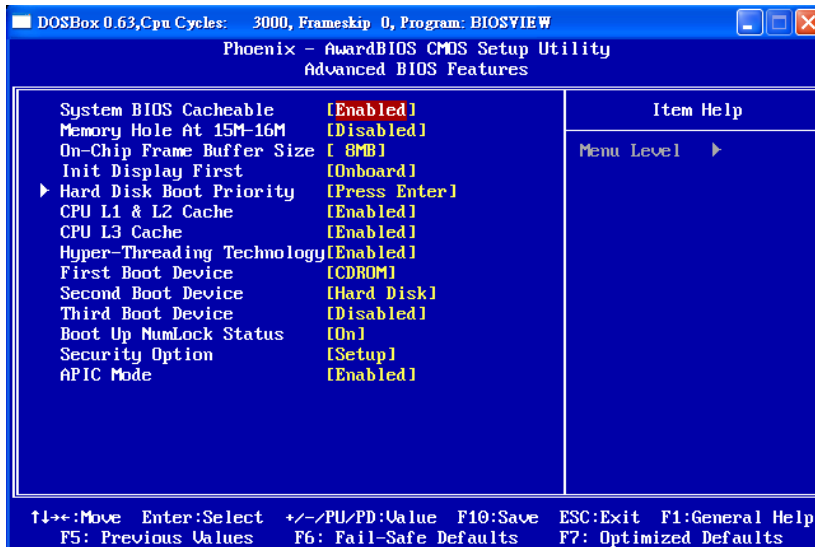 DOSBox 0.63,Cpu Cycles: 3000, Frameskip 0, Program: BIOSVIEW
Phoenix - AwardBIOS CMOS Setup Utility
Advanced BIOS Features
System BIOS Cacheable [Enabled]
Memory Hole At 15M-16M [Disabled]
On-Chip Frame Buffer Size [ 8MB]
Init Display First [Onboard]
Hard Disk Boot Priority [Press Enter]
CPU L1 & L2 Cache [Enabled]
CPU L3 Cache [Enabled]
Hyper-Threading Technology[Enabled]
First Boot Device [CDROM]
Second Boot Device [Hard Disk]
Third Boot Device [Disabled]
Boot Up NumLock Status [On]
Security Option [Setup]
APIC Mode [Enabled]
Item Help
Menu Level ▶
↑↓→←:Move Enter:Select +/-/PU/PD:Value F10:Save ESC:Exit F1:General Help
F5: Previous Values F6: Fail-Safe Defaults F7: Optimized Defaults